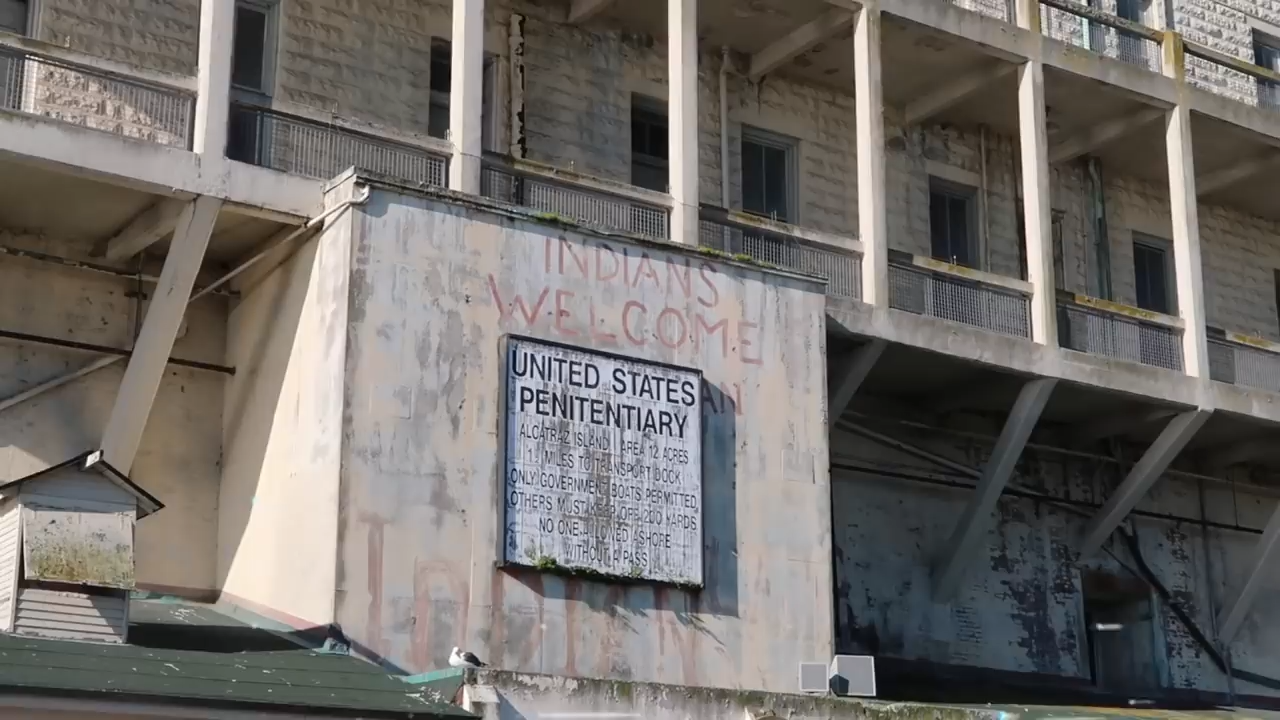 INDIANS
WELCOME
UNITED STATES
PENITENTIARY
ALCATRAZ ISLAND AREA 12 ACRES
MILES TO TRANSPORT DOCK
ONLY GOVERNMENT BOATS PERMITTED
OTHERS MUST KEEP OFF 200 YARDS
NO ONE ALLOWED ASHORE
WITHOUT A PASS